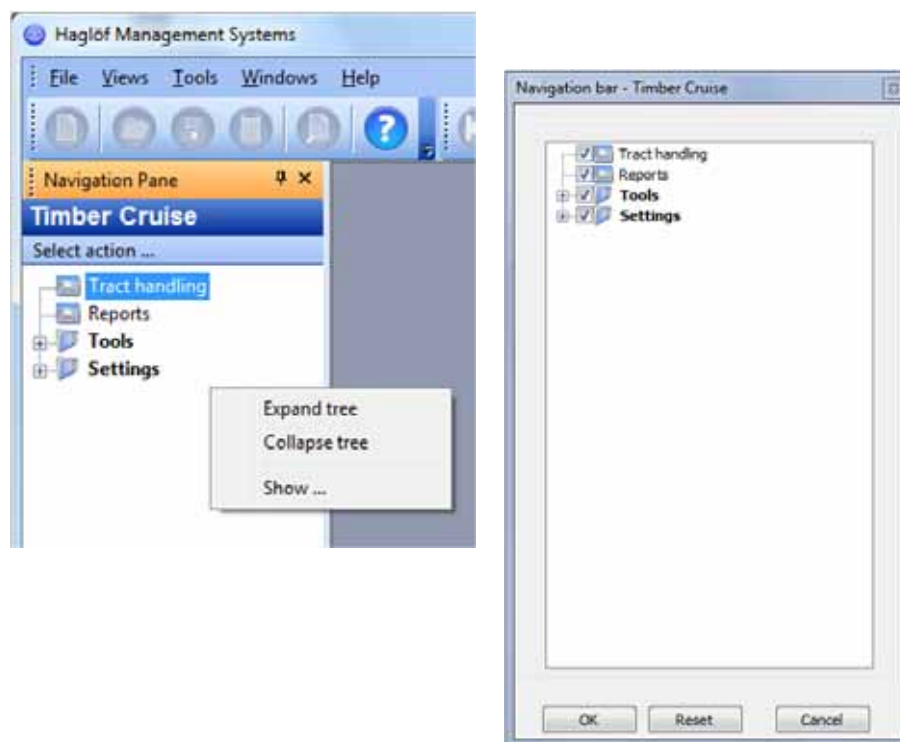 Haglöf Management Systems
File Views Tools Windows Help
Navigation Pane
Timber Cruise
Select action ...
Tract handling
Reports
Tools
Settings
Expand tree
Collapse tree
Show ...
Navigation bar - Timber Cruise
Tract handling
Reports
Tools
Settings
OK Reset Cancel